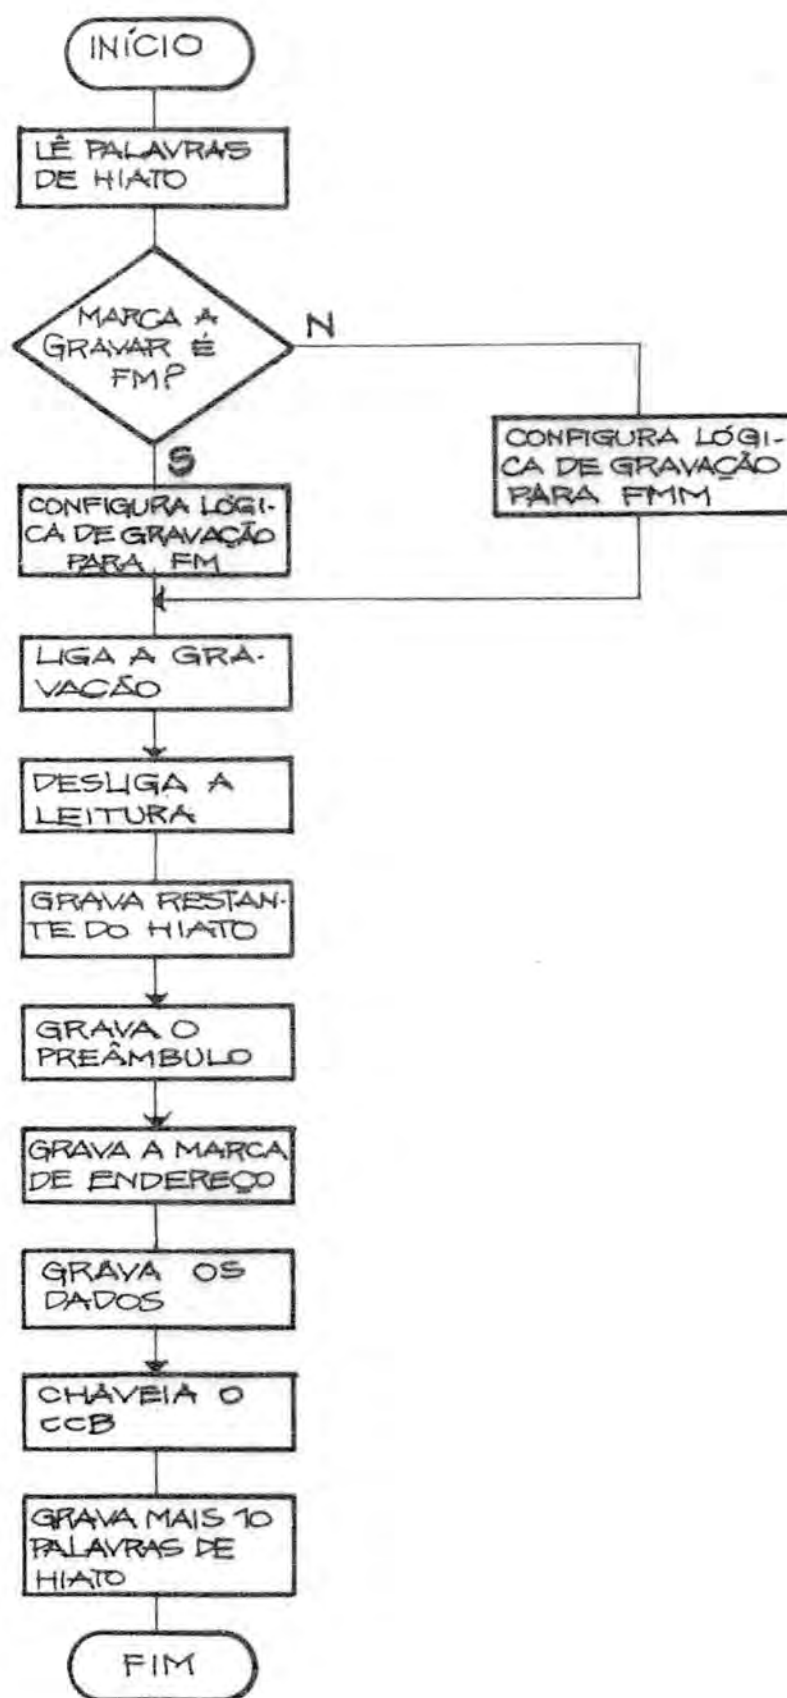 INÍCIO
LÊ PALAVRAS
DE HIATO
MARCA A
GRAVAR É
FM?
N
S
CONFIGURA LÓGI-
CA DE GRAVAÇÃO
PARA FMM
CONFIGURA LÓGI-
CA DE GRAVAÇÃO
PARA FM
LIGA A GRA-
VAÇÃO
DESLIGA A
LEITURA
GRAVA RESTAN-
TE DO HIATO
GRAVA O
PREÂMBULO
GRAVA A MARCA
DE ENDEREÇO
GRAVA OS
DADOS
CHAVEIA O
CCB
GRAVA MAIS 10
PALAVRAS DE
HIATO
FIM